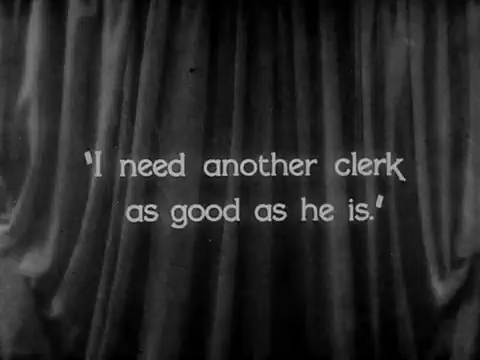 'I need another clerk
as good as he is.'